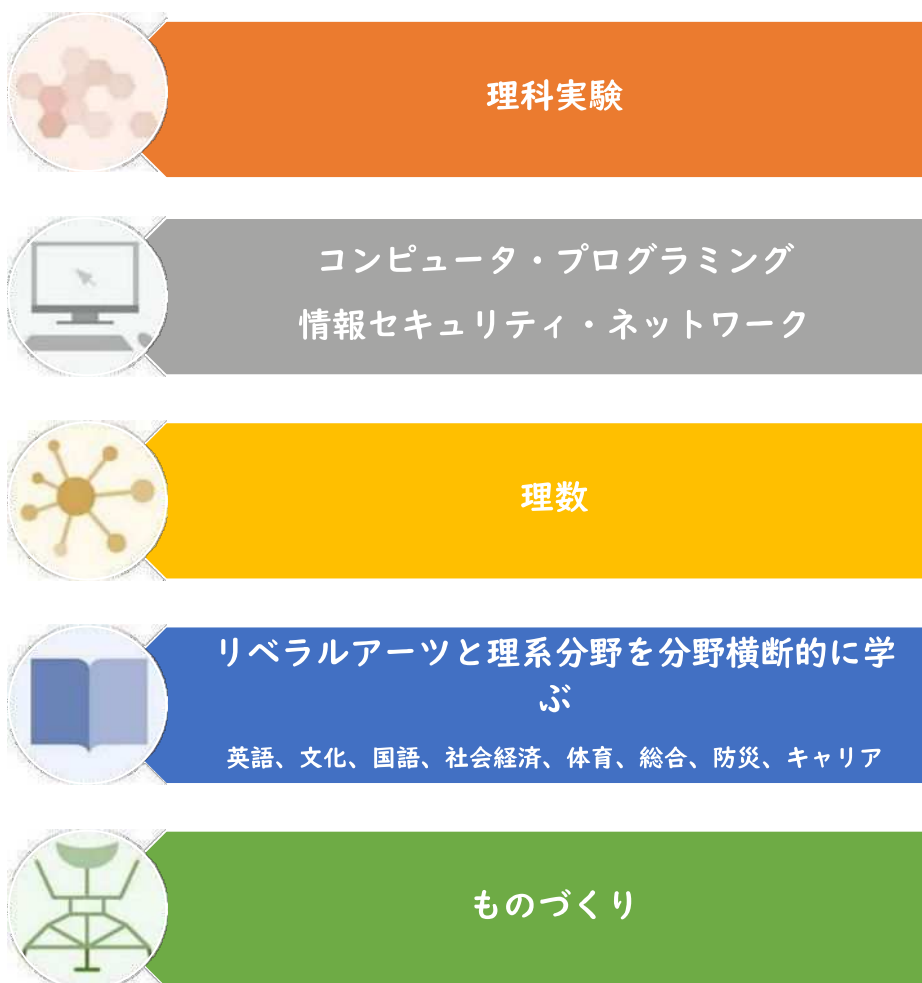 理科実験
コンピュータ・プログラミング
情報セキュリティ・ネットワーク
理数
リベラルアーツと理系分野を分野横断的に学
ぶ
英語、文化、国語、社会経済、体育、総合、防災、キャリア
ものづくり